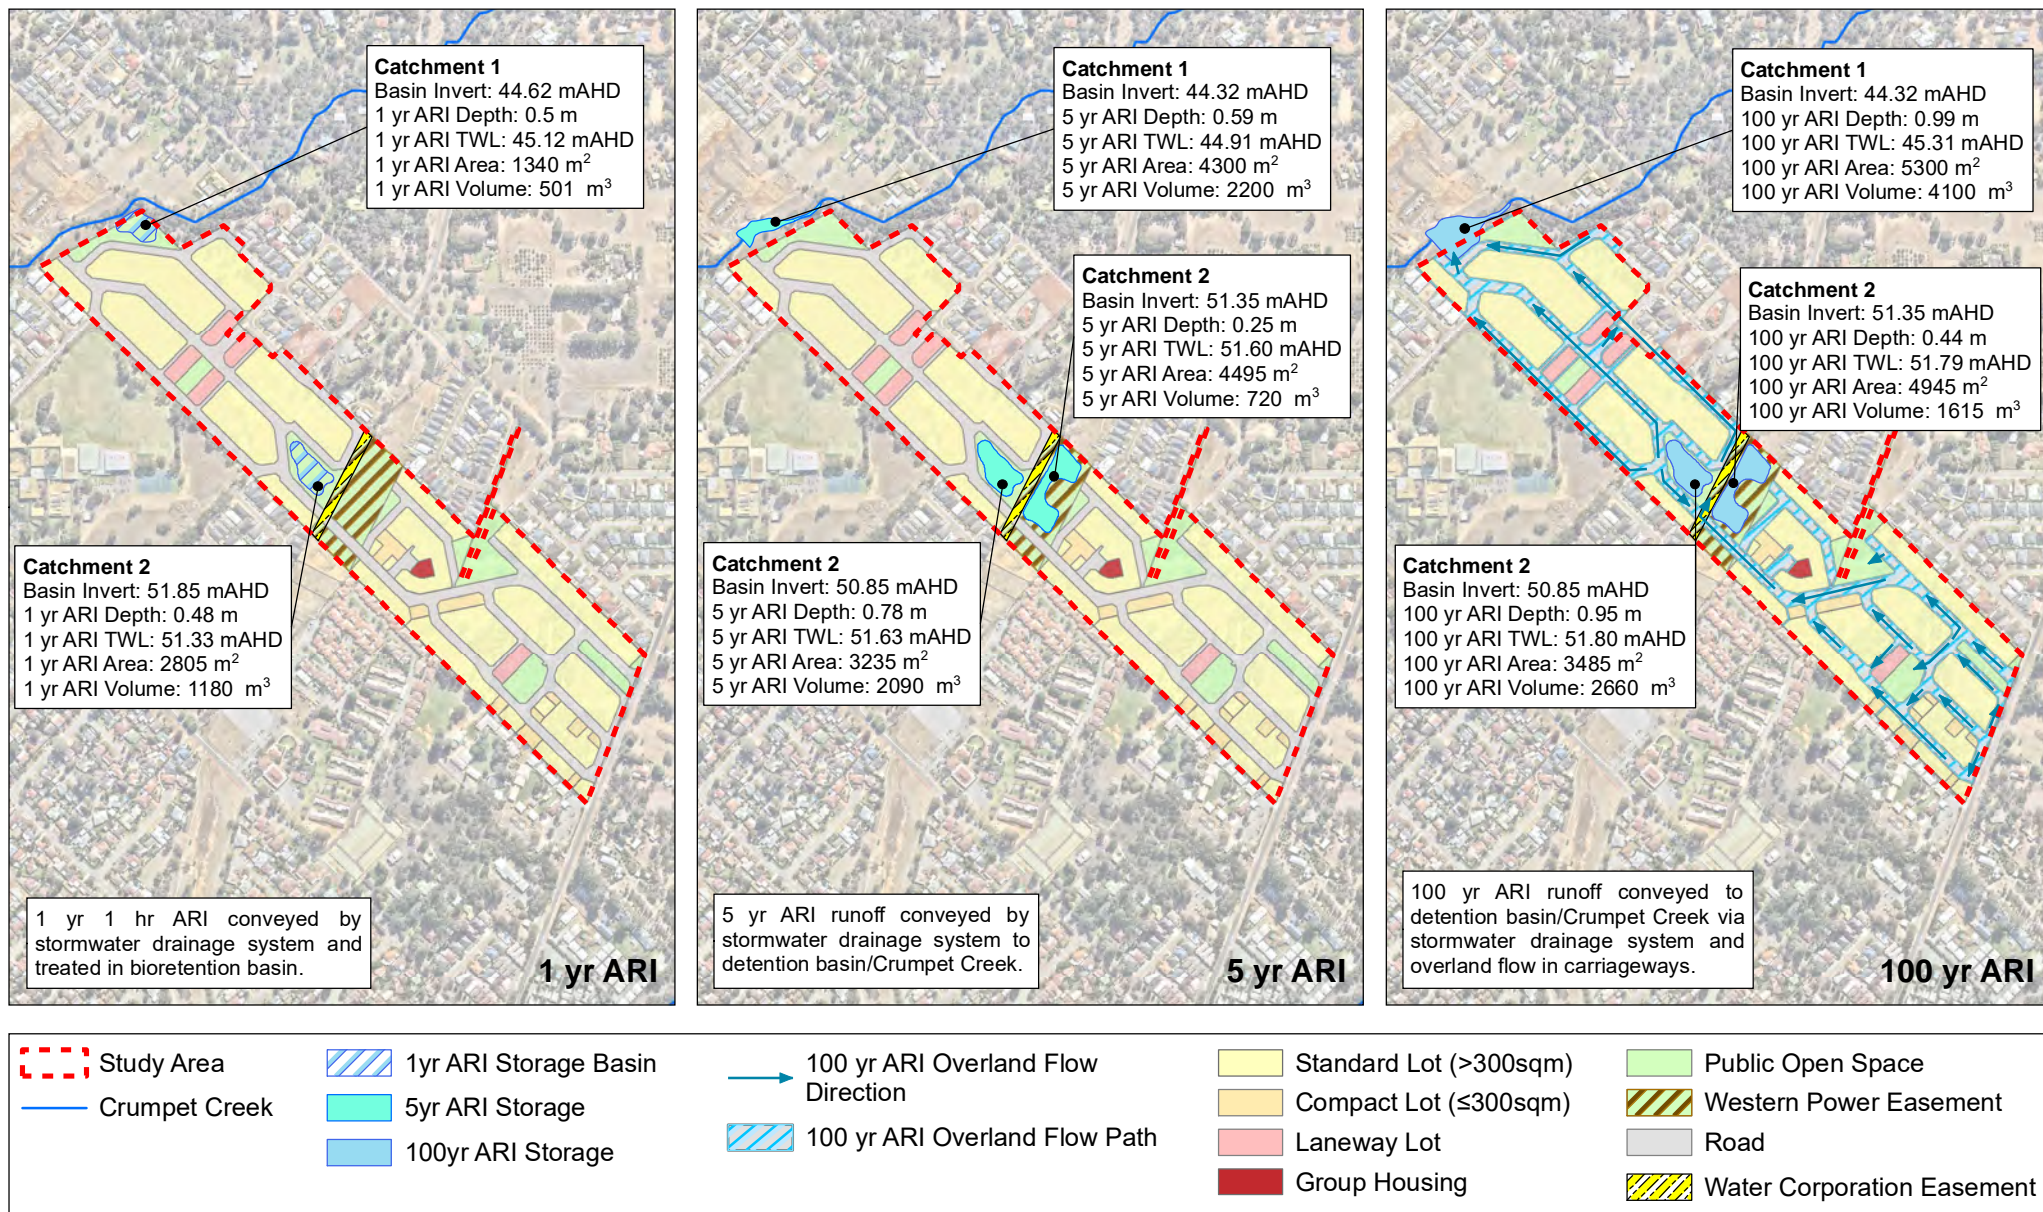 Catchment 1
Basin Invert: 44.62 mAHD
1 yr ARI Depth: 0.5 m
1 yr ARI TWL: 45.12 mAHD
1 yr ARI Area: 1340 m²
1 yr ARI Volume: 501 m³
Catchment 2
Basin Invert: 51.85 mAHD
1 yr ARI Depth: 0.48 m
1 yr ARI TWL: 51.33 mAHD
1 yr ARI Area: 2805 m²
1 yr ARI Volume: 1180 m³
1 yr 1 hr ARI conveyed by
stormwater drainage system and
treated in bioretention basin.
1 yr ARI
Catchment 1
Basin Invert: 44.32 mAHD
5 yr ARI Depth: 0.59 m
5 yr ARI TWL: 44.91 mAHD
5 yr ARI Area: 4300 m²
5 yr ARI Volume: 2200 m³
Catchment 2
Basin Invert: 51.35 mAHD
5 yr ARI Depth: 0.25 m
5 yr ARI TWL: 51.60 mAHD
5 yr ARI Area: 4495 m²
5 yr ARI Volume: 720 m³
Catchment 2
Basin Invert: 50.85 mAHD
5 yr ARI Depth: 0.78 m
5 yr ARI TWL: 51.63 mAHD
5 yr ARI Area: 3235 m²
5 yr ARI Volume: 2090 m³
5 yr ARI runoff conveyed by
stormwater drainage system to
detention basin/Crumpet Creek.
5 yr ARI
Catchment 1
Basin Invert: 44.32 mAHD
100 yr ARI Depth: 0.99 m
100 yr ARI TWL: 45.31 mAHD
100 yr ARI Area: 5300 m²
100 yr ARI Volume: 4100 m³
Catchment 2
Basin Invert: 51.35 mAHD
100 yr ARI Depth: 0.44 m
100 yr ARI TWL: 51.79 mAHD
100 yr ARI Area: 4945 m²
100 yr ARI Volume: 1615 m³
Catchment 2
Basin Invert: 50.85 mAHD
100 yr ARI Depth: 0.95 m
100 yr ARI TWL: 51.80 mAHD
100 yr ARI Area: 3485 m²
100 yr ARI Volume: 2660 m³
100 yr ARI runoff conveyed to
detention basin/Crumpet Creek via
stormwater drainage system and
overland flow in carriageways.
100 yr ARI
Study Area
Crumpet Creek
1yr ARI Storage Basin
5yr ARI Storage
100yr ARI Storage
100 yr ARI Overland Flow
Direction
100 yr ARI Overland Flow Path
Standard Lot (>300sqm)
Compact Lot (≤300sqm)
Laneway Lot
Group Housing
Public Open Space
Western Power Easement
Road
Water Corporation Easement